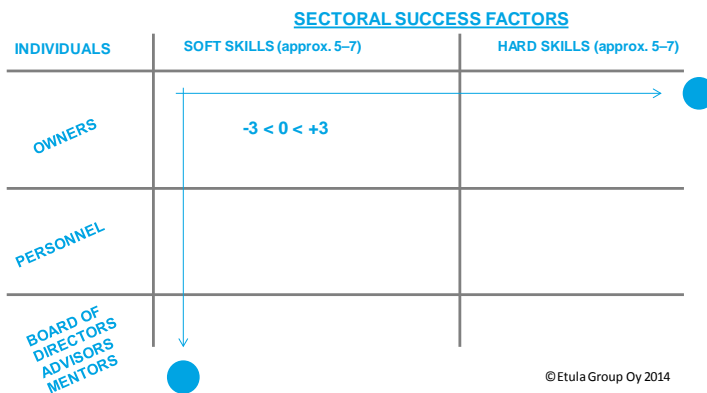 SECTORAL SUCCESS FACTORS
INDIVIDUALS
SOFT SKILLS (approx. 5–7)
HARD SKILLS (approx. 5–7)
OWNERS
-3 < 0 < +3
PERSONNEL
BOARD OF
DIRECTORS
ADVISORS
MENTORS
©Etula Group Oy 2014